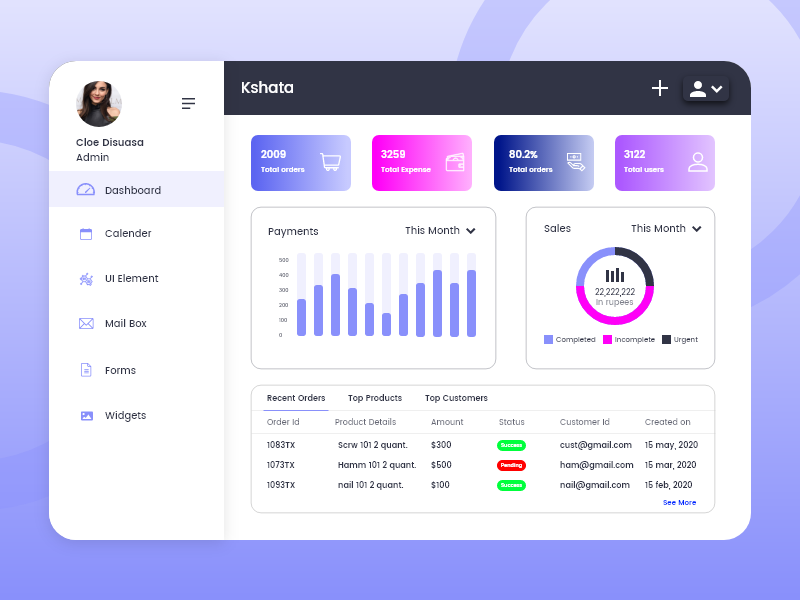 Kshata
Cloe Disuasa
Admin
Dashboard
Calender
UI Element
Mail Box
Forms
Widgets
2009
Total orders
3259
Total Expense
80.2%
Total orders
3122
Total users
Payments
This Month
500
400
300
200
100
0
Sales
This Month
22,222,222
in rupees
Completed Incomplete Urgent
Recent Orders Top Products Top Customers
Order Id Product Details Amount Status Customer Id Created on
1083TX Scrw 101 2 quant. $300 Success cust@gmail.com 15 may, 2020
1073TX Hamm 101 2 quant. $500 Pending ham@gmail.com 15 mar, 2020
1093TX nail 101 2 quant. $100 Success nail@gmail.com 15 feb, 2020
See More